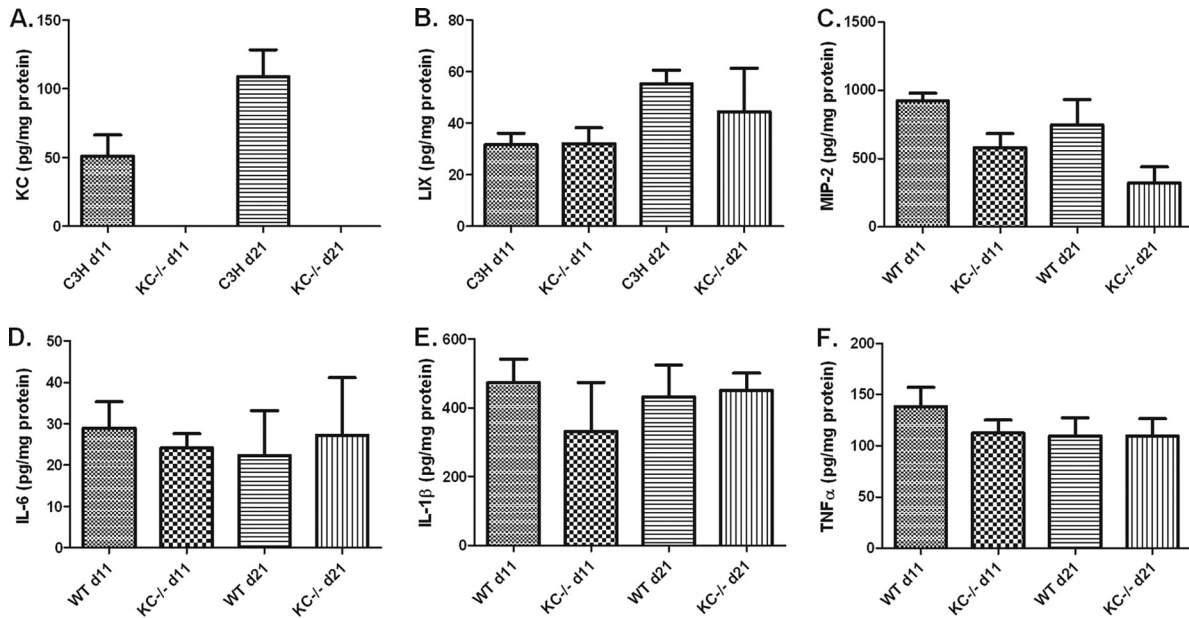 A.
KC (pg/mg protein)
150
100
50
0
C3H d11
KC-/- d11
C3H d21
KC-/- d21
B.
LIX (pg/mg protein)
80
60
40
20
0
C3H d11
KC-/- d11
C3H d21
KC-/- d21
C.
MIP-2 (pg/mg protein)
1500
1000
500
0
WT d11
KC-/- d11
WT d21
KC-/- d21
D.
IL-6 (pg/mg protein)
50
40
30
20
10
0
WT d11
KC-/- d11
WT d21
KC-/- d21
E.
IL-1β (pg/mg protein)
600
400
200
0
WT d11
KC-/- d11
WT d21
KC-/- d21
F.
TNFα (pg/mg protein)
200
150
100
50
0
WT d11
KC-/- d11
WT d21
KC-/- d21